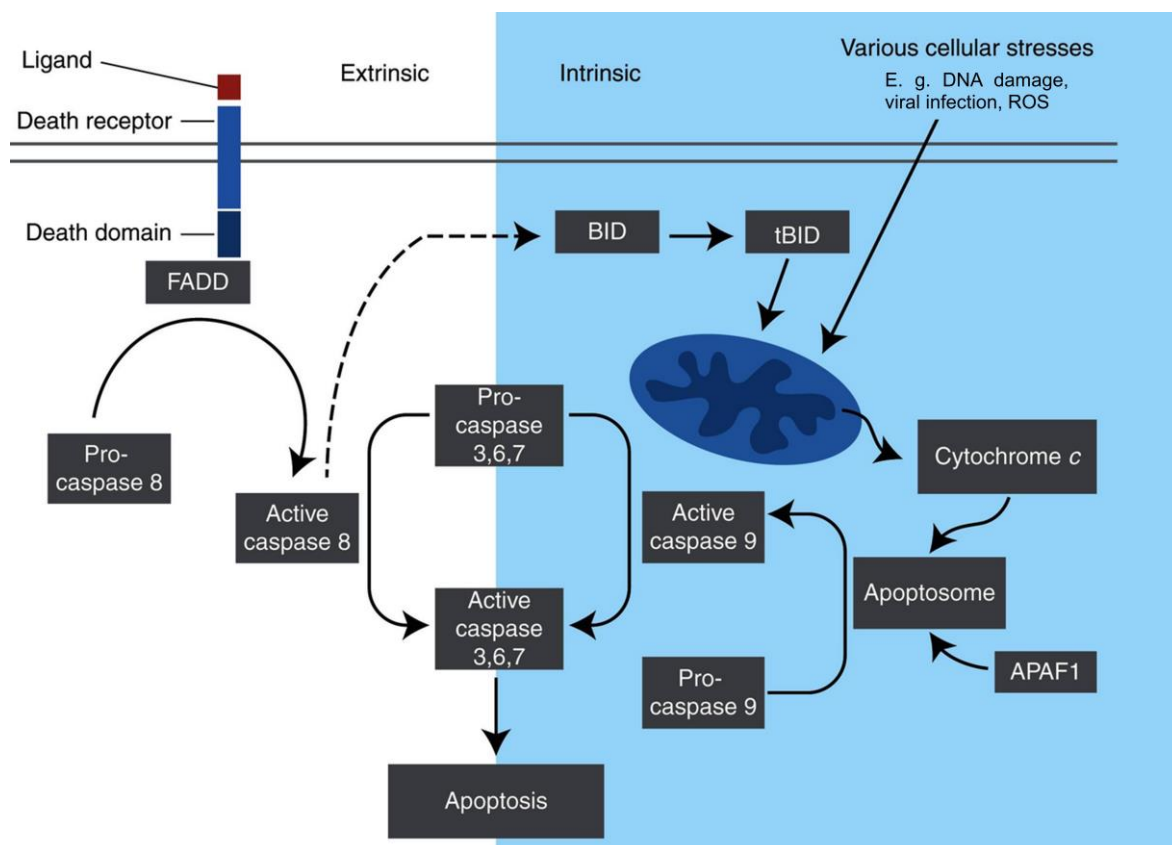 Ligand
Death receptor
Death domain
FADD
Extrinsic
Intrinsic
Various cellular stresses
E. g. DNA damage,
viral infection, ROS
BID
tBID
Pro-
caspase 8
Active
caspase 8
Pro-
caspase
3,6,7
Active
caspase
3,6,7
Active
caspase 9
Pro-
caspase 9
Cytochrome c
Apoptosome
APAF1
Apoptosis